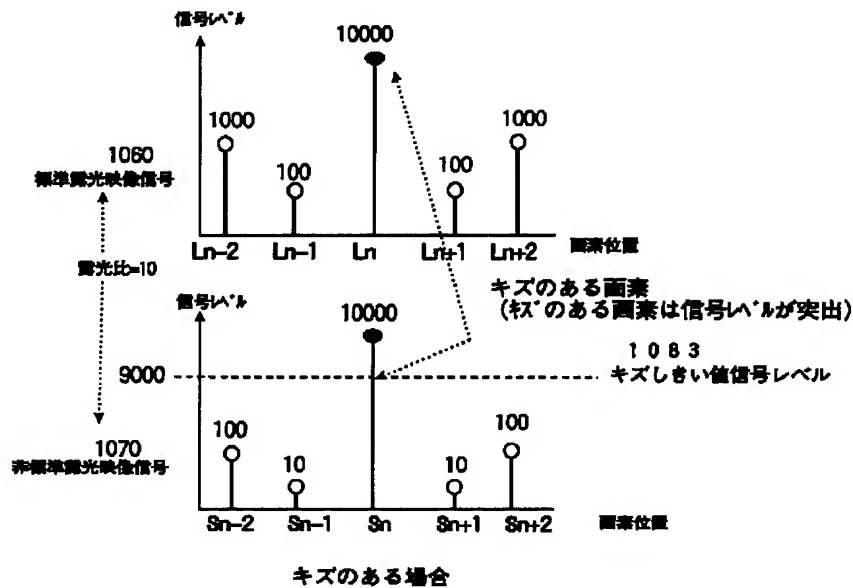 信号レベル
10000
1000
1000
100
100
1060
標準露光映像信号
Ln-2 Ln-1 Ln Ln+1 Ln+2 画素位置
露光比=10
キズのある画素
(キズのある画素は信号レベルが突出)
信号レベル
10000
1083
9000
キズしきい値信号レベル
100
100
10
10
1070
非標準露光映像信号
Sn-2 Sn-1 Sn Sn+1 Sn+2 画素位置
キズのある場合